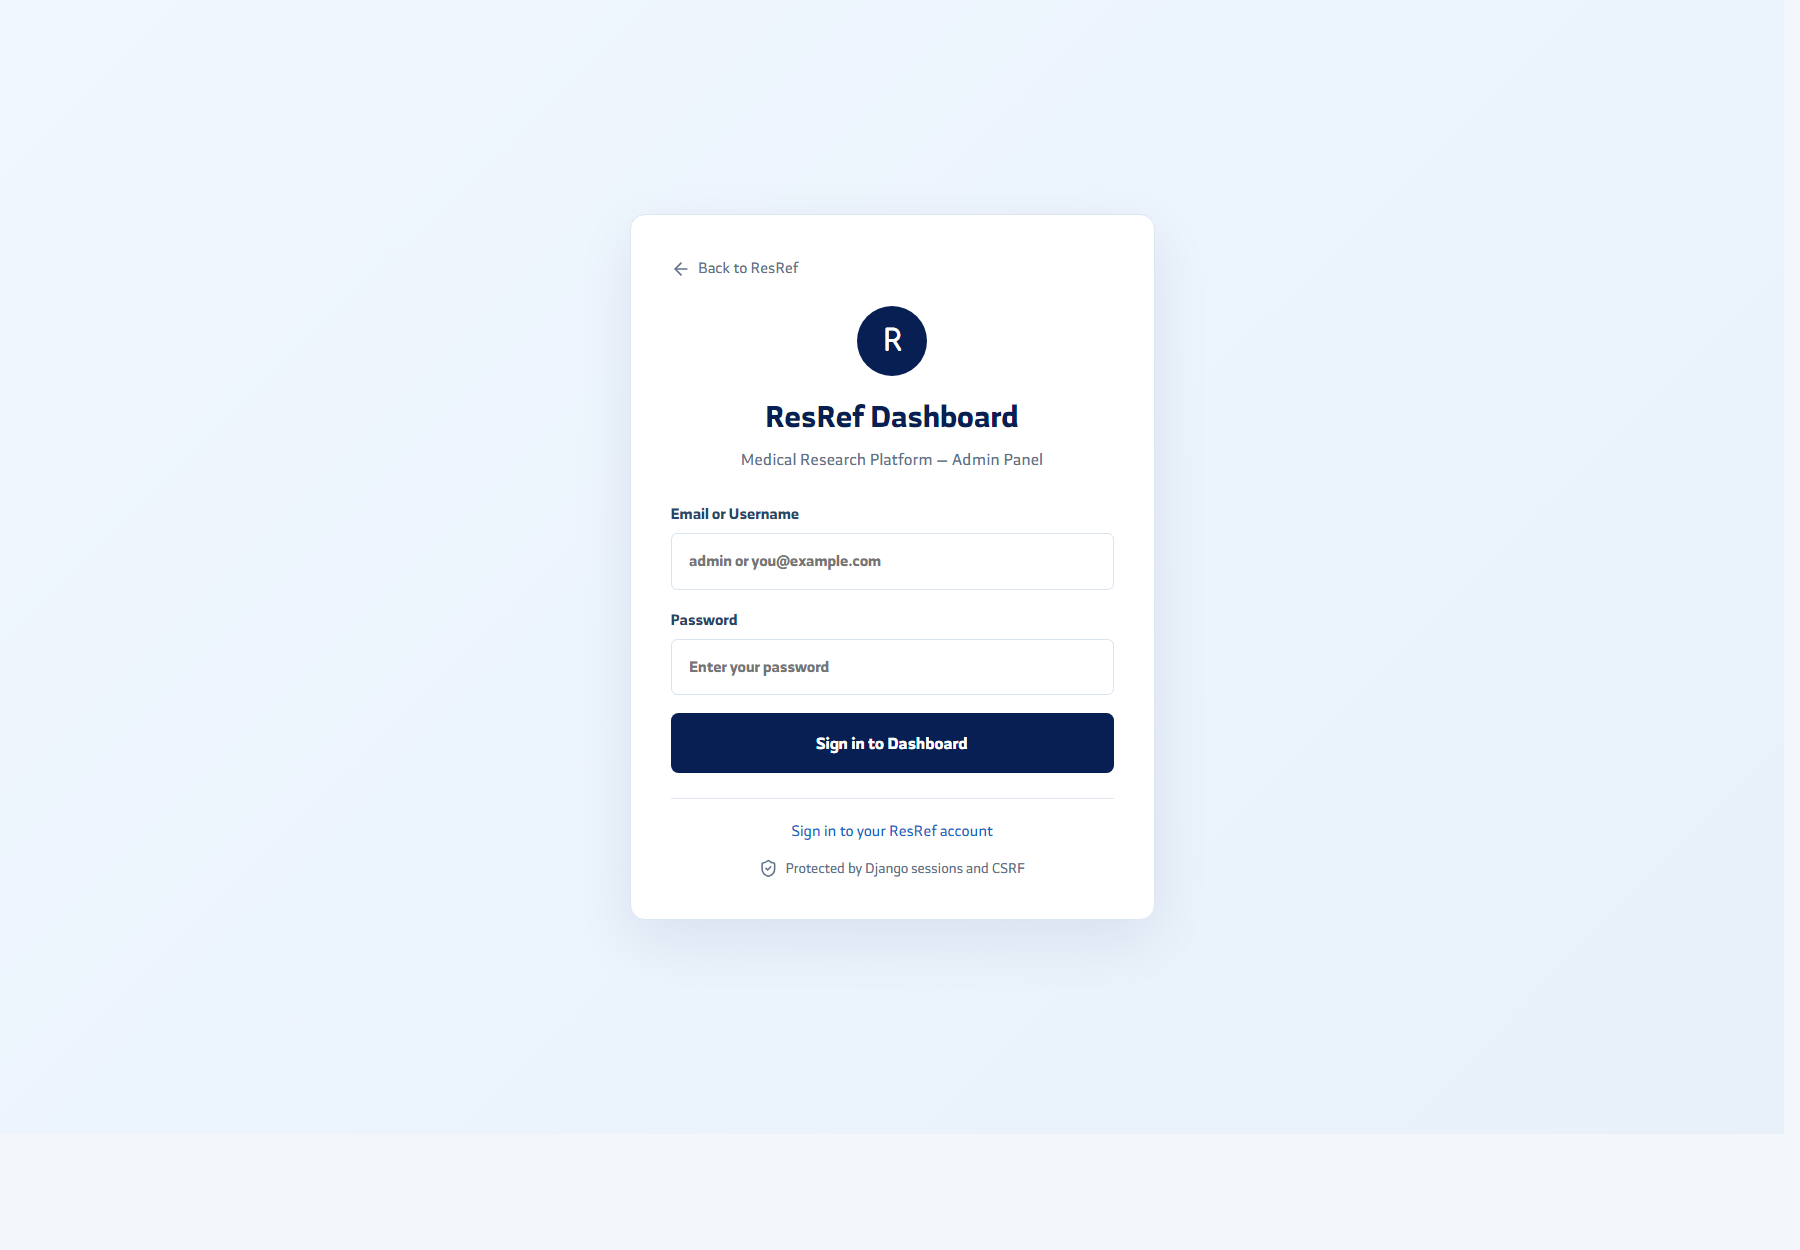 Back to ResRef
R
ResRef Dashboard
Medical Research Platform — Admin Panel
Email or Username
admin or you@example.com
Password
Enter your password
Sign in to Dashboard
Sign in to your ResRef account
Protected by Django sessions and CSRF